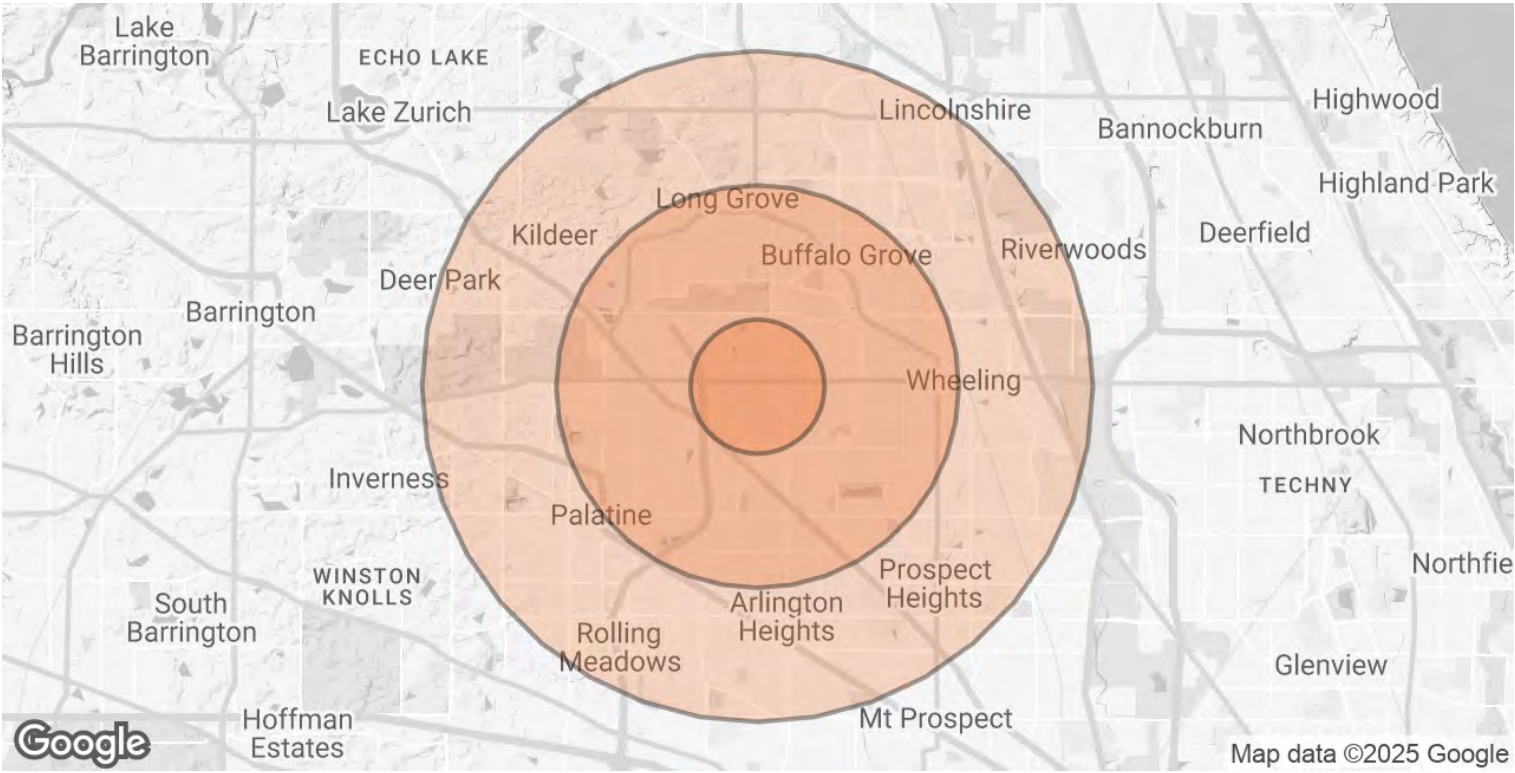 Lake
Barrington
ECHO LAKE
Lake Zurich
Lincolnshire
Highwood
Bannockburn
Highland Park
Long Grove
Kildeer
Buffalo Grove
Riverwoods
Deerfield
Deer Park
Barrington
Barrington
Hills
Wheeling
Northbrook
Inverness
TECHNY
Palatine
WINSTON
KNOLLS
Prospect
Heights
Northfie
South
Barrington
Arlington
Heights
Rolling
Meadows
Glenview
Hoffman
Estates
Mt Prospect
Google
Map data ©2025 Google